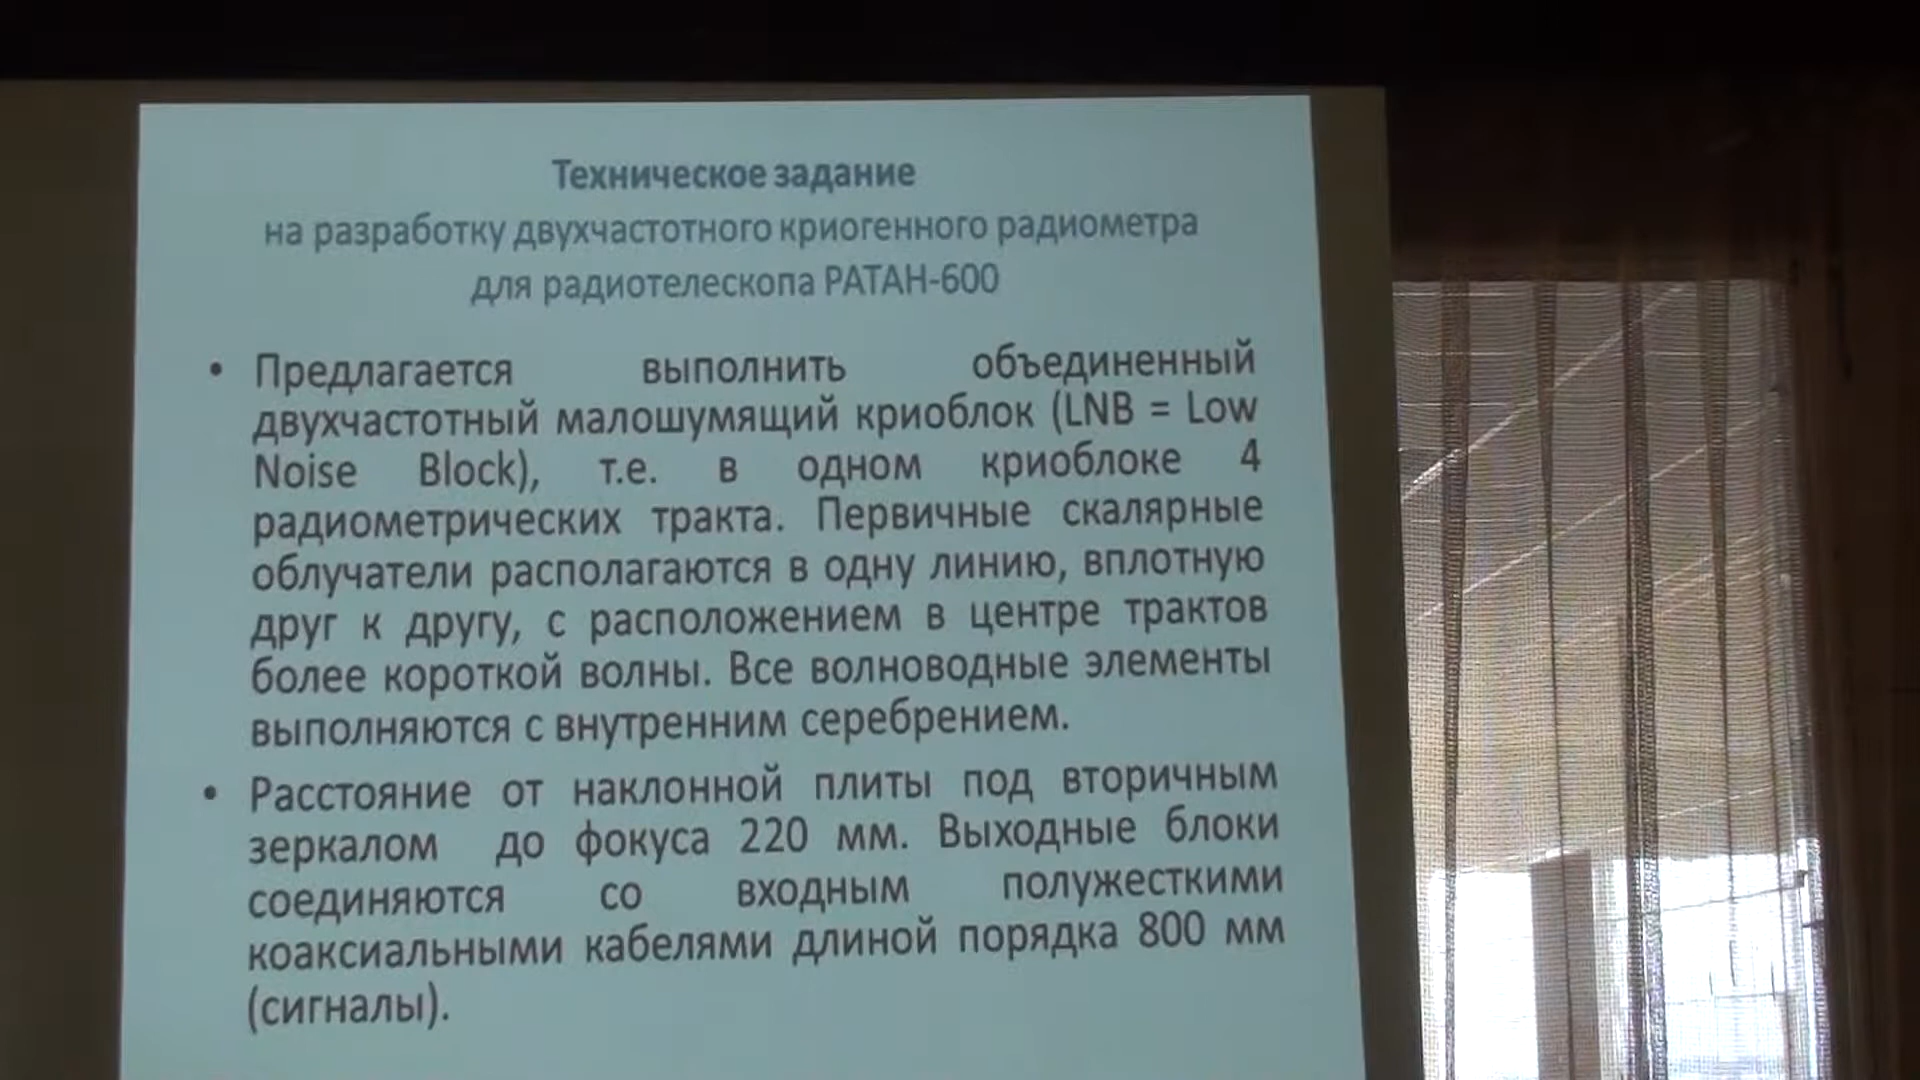 Техническое задание
на разработку двухчастотного криогенного радиометра
для радиотелескопа РАТАН-600
• Предлагается выполнить объединенный
двухчастотный малошумящий криоблок (LNB = Low
Noise Block), т.е. в одном криоблоке 4
радиометрических тракта. Первичные скалярные
облучатели располагаются в одну линию, вплотную
друг к другу, с расположением в центре трактов
более короткой волны. Все волноводные элементы
выполняются с внутренним серебрением.
• Расстояние от наклонной плиты под вторичным
зеркалом до фокуса 220 мм. Выходные блоки
соединяются со входным полужесткими
коаксиальными кабелями длиной порядка 800 мм
(сигналы).